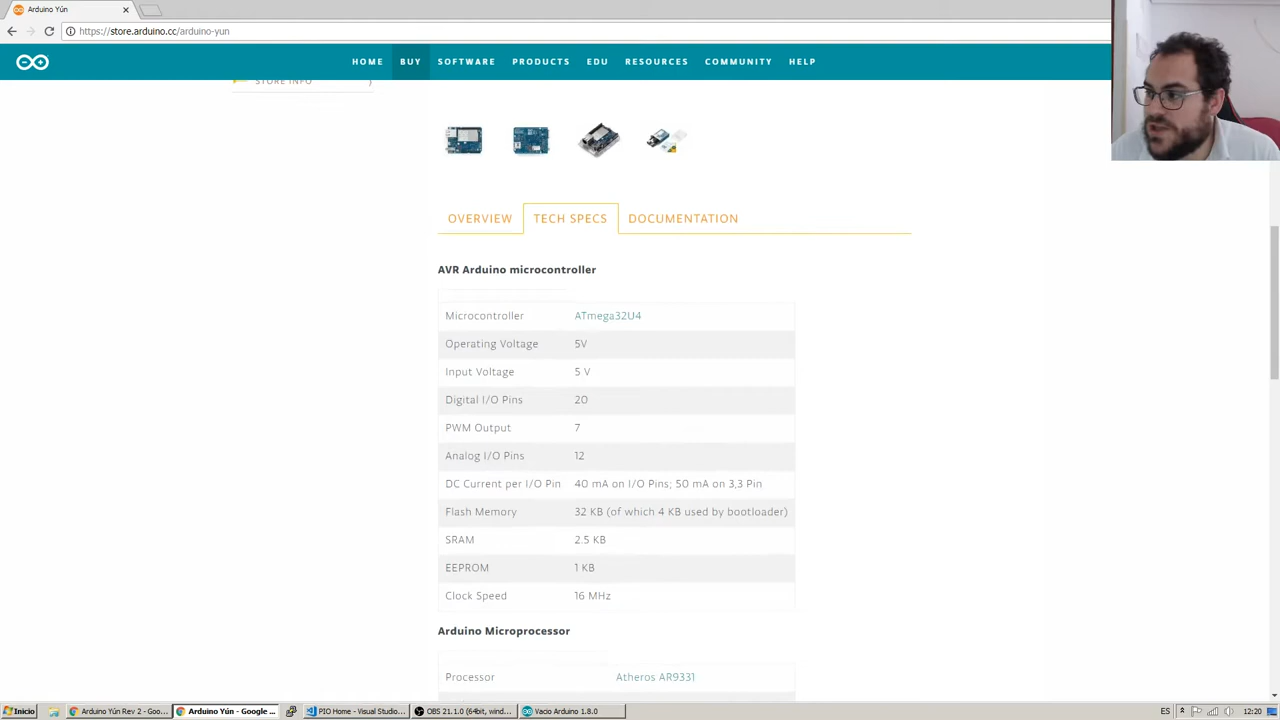 Arduino Yún
https://store.arduino.cc/arduino-yun
HOME BUY SOFTWARE PRODUCTS EDU RESOURCES COMMUNITY HELP
STORE INFO
OVERVIEW TECH SPECS DOCUMENTATION
AVR Arduino microcontroller
Microcontroller ATmega32U4
Operating Voltage 5V
Input Voltage 5 V
Digital I/O Pins 20
PWM Output 7
Analog I/O Pins 12
DC Current per I/O Pin 40 mA on I/O Pins; 50 mA on 3,3 Pin
Flash Memory 32 KB (of which 4 KB used by bootloader)
SRAM 2.5 KB
EEPROM 1 KB
Clock Speed 16 MHz
Arduino Microprocessor
Processor Atheros AR9331
Inicio Arduino Yún Rev 2 - Goo... Arduino Yún - Google ... PIO Home - Visual Studio... OBS 21.1.0 (64bit, wind... Vacio Arduino 1.8.0 ES 12:20